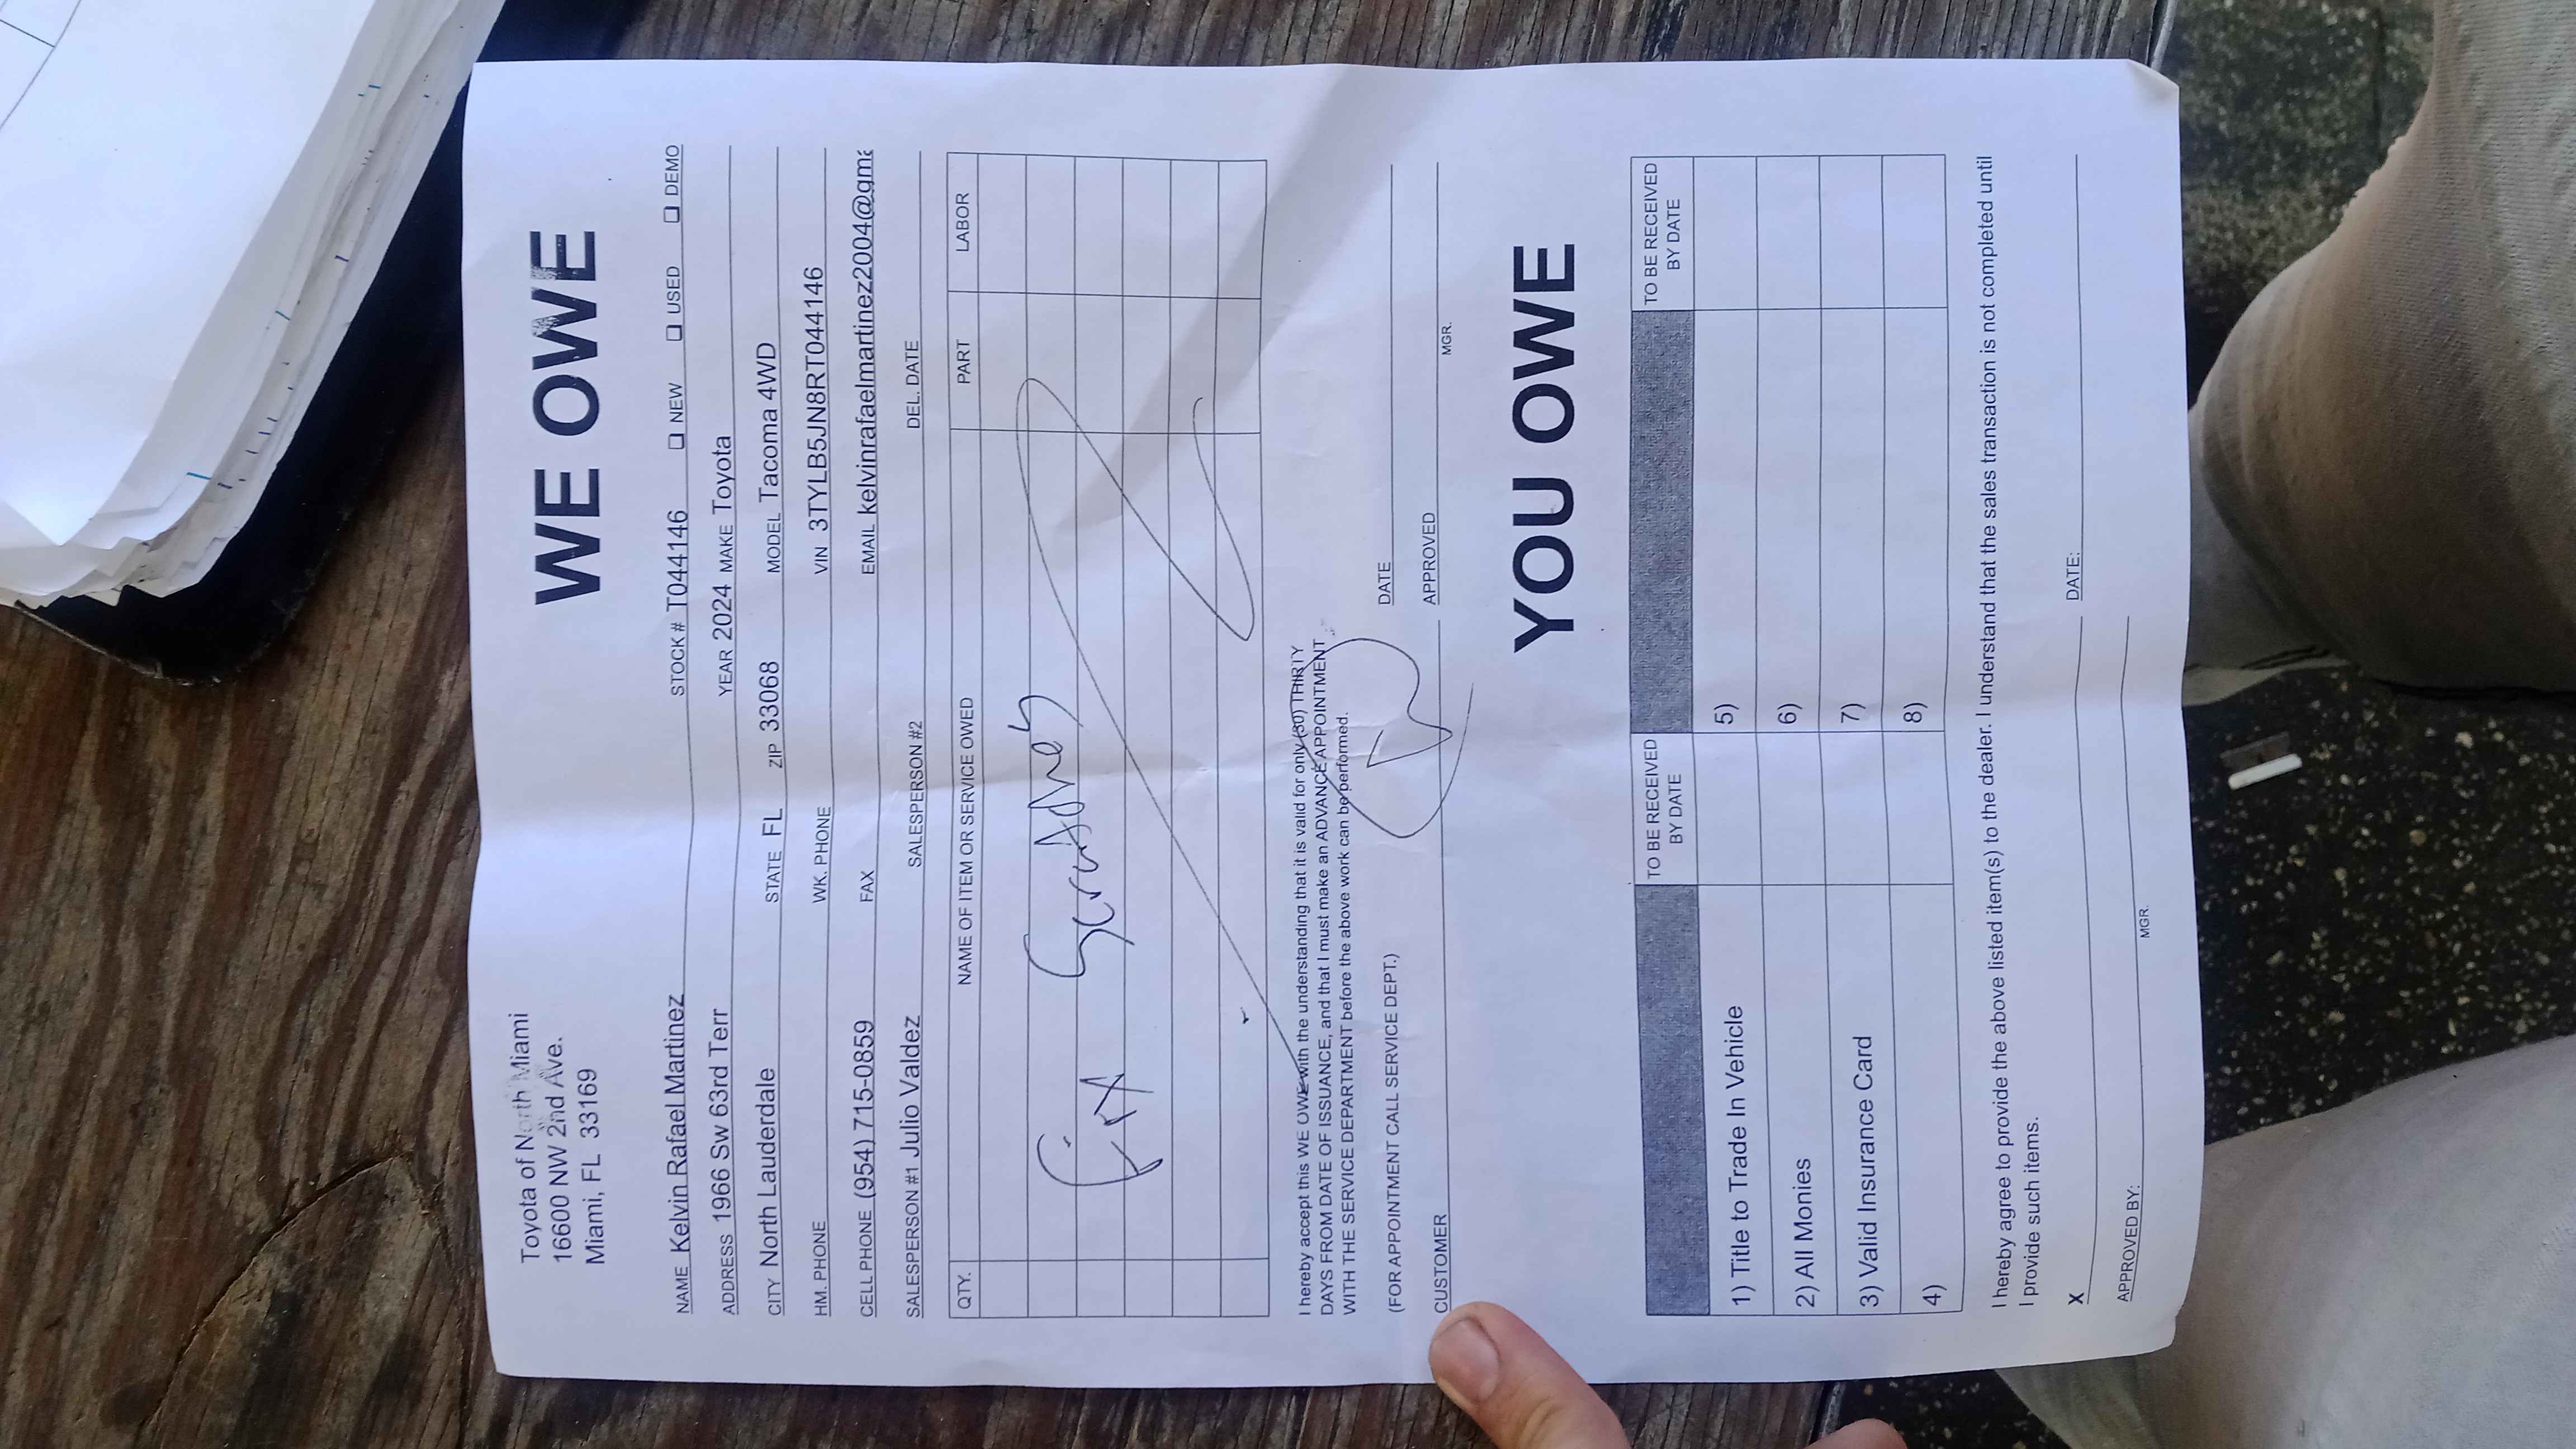 Toyota of North Miami
16600 NW 2nd Ave.
Miami, FL 33169
WE OWE
NAME Kelvin Rafael Martinez STOCK # T044146 ❏ NEW ❏ USED ❏ DEMO
ADDRESS 1966 Sw 63rd Terr YEAR 2024 MAKE Toyota
CITY North Lauderdale STATE FL ZIP 33068 MODEL Tacoma 4WD
HM. PHONE WK. PHONE VIN 3TYLB5JN8RT044146
CELL PHONE (954) 715-0859 FAX EMAIL kelvinrafaelmartinez2004@gma
SALESPERSON #1 Julio Valdez SALESPERSON #2 DEL. DATE
QTY. NAME OF ITEM OR SERVICE OWED PART LABOR
Fix Scratches
I hereby accept this WE OWE with the understanding that it is valid for only (30) THIRTY
DAYS FROM DATE OF ISSUANCE, and that I must make an ADVANCE APPOINTMENT
WITH THE SERVICE DEPARTMENT before the above work can be performed.
(FOR APPOINTMENT CALL SERVICE DEPT.) DATE
CUSTOMER APPROVED
MGR.
YOU OWE
TO BE RECEIVED BY DATE TO BE RECEIVED BY DATE
1) Title to Trade In Vehicle 5)
2) All Monies 6)
3) Valid Insurance Card 7)
4) 8)
I hereby agree to provide the above listed item(s) to the dealer. I understand that the sales transaction is not completed until
I provide such items.
X DATE:
APPROVED BY:
MGR.